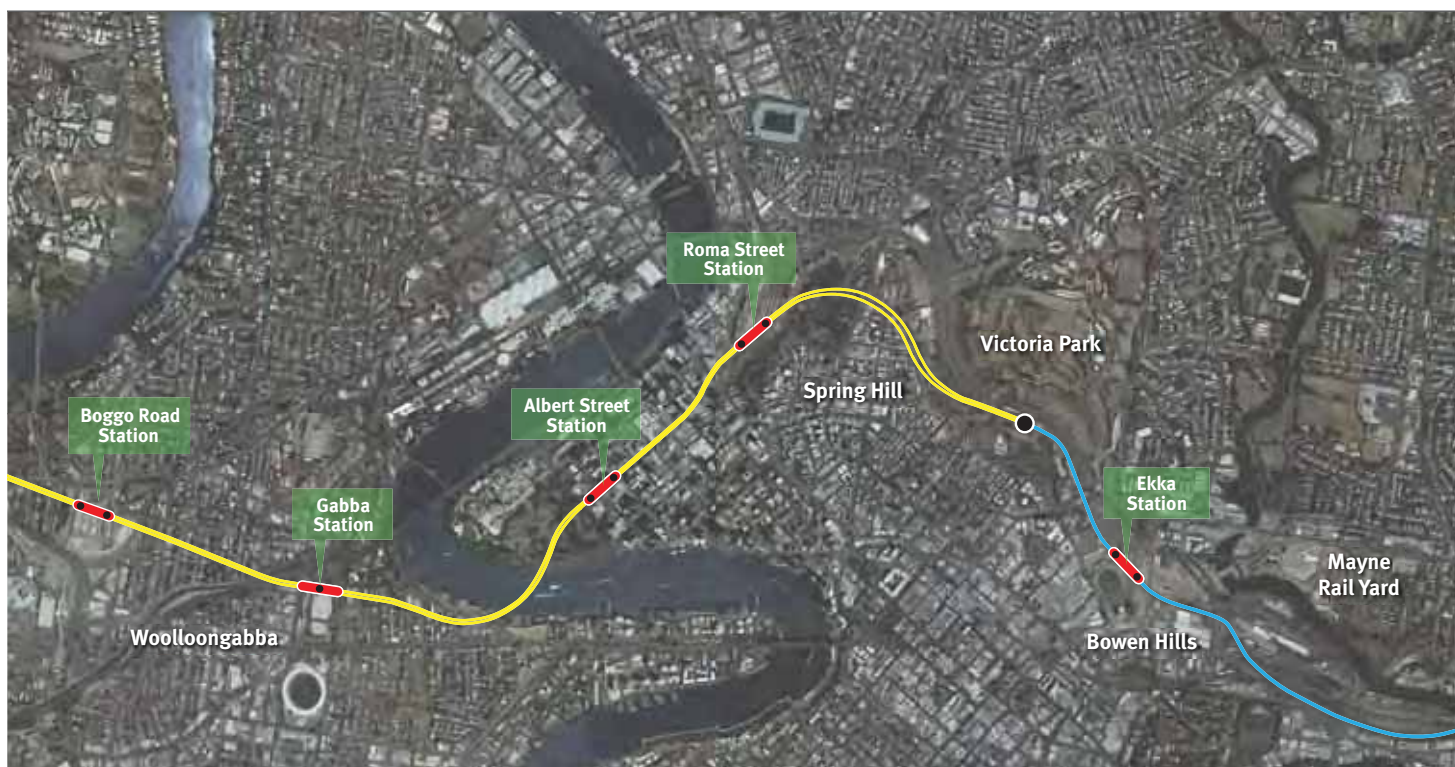 Roma Street
Station
Victoria Park
Spring Hill
Albert Street
Station
Boggo Road
Station
Ekka
Station
Gabba
Station
Mayne
Rail Yard
Woolloongabba
Bowen Hills